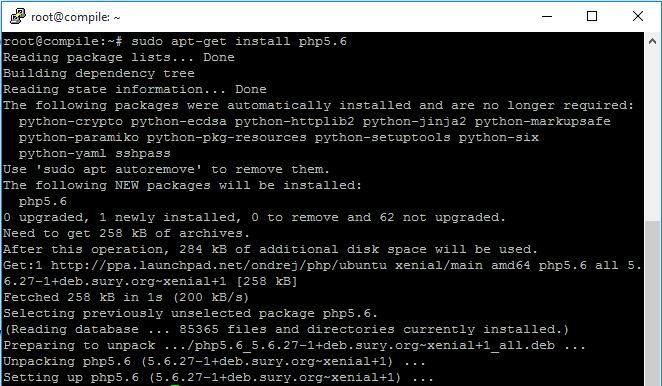 root@compile: ~
root@compile:~# sudo apt-get install php5.6
Reading package lists... Done
Building dependency tree
Reading state information... Done
The following packages were automatically installed and are no longer required:
  python-crypto python-ecdsa python-httplib2 python-jinja2 python-markupsafe
  python-paramiko python-pkg-resources python-setuptools python-six
  python-yaml sshpass
Use 'sudo apt autoremove' to remove them.
The following NEW packages will be installed:
  php5.6
0 upgraded, 1 newly installed, 0 to remove and 62 not upgraded.
Need to get 258 kB of archives.
After this operation, 284 kB of additional disk space will be used.
Get:1 http://ppa.launchpad.net/ondrej/php/ubuntu xenial/main amd64 php5.6 all 5.
6.27-1+deb.sury.org~xenial+1 [258 kB]
Fetched 258 kB in 1s (200 kB/s)
Selecting previously unselected package php5.6.
(Reading database ... 85365 files and directories currently installed.)
Preparing to unpack .../php5.6_5.6.27-1+deb.sury.org~xenial+1_all.deb ...
Unpacking php5.6 (5.6.27-1+deb.sury.org~xenial+1) ...
Setting up php5.6 (5.6.27-1+deb.sury.org~xenial+1) ...